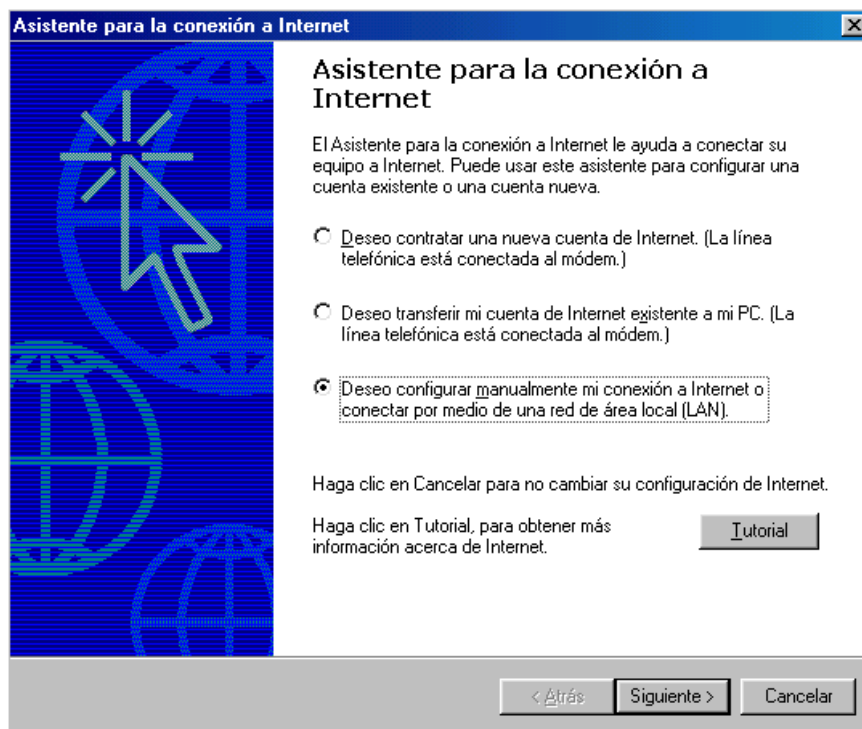 Asistente para la conexión a Internet
Asistente para la conexión a
Internet
El Asistente para la conexión a Internet le ayuda a conectar su
equipo a Internet. Puede usar este asistente para configurar una
cuenta existente o una cuenta nueva.
Deseo contratar una nueva cuenta de Internet. (La línea
telefónica está conectada al módem.)
Deseo transferir mi cuenta de Internet existente a mi PC. (La
línea telefónica está conectada al módem.)
Deseo configurar manualmente mi conexión a Internet o
conectar por medio de una red de área local (LAN).
Haga clic en Cancelar para no cambiar su configuración de Internet.
Haga clic en Tutorial, para obtener más
información acerca de Internet.
Tutorial
< Atrás Siguiente > Cancelar